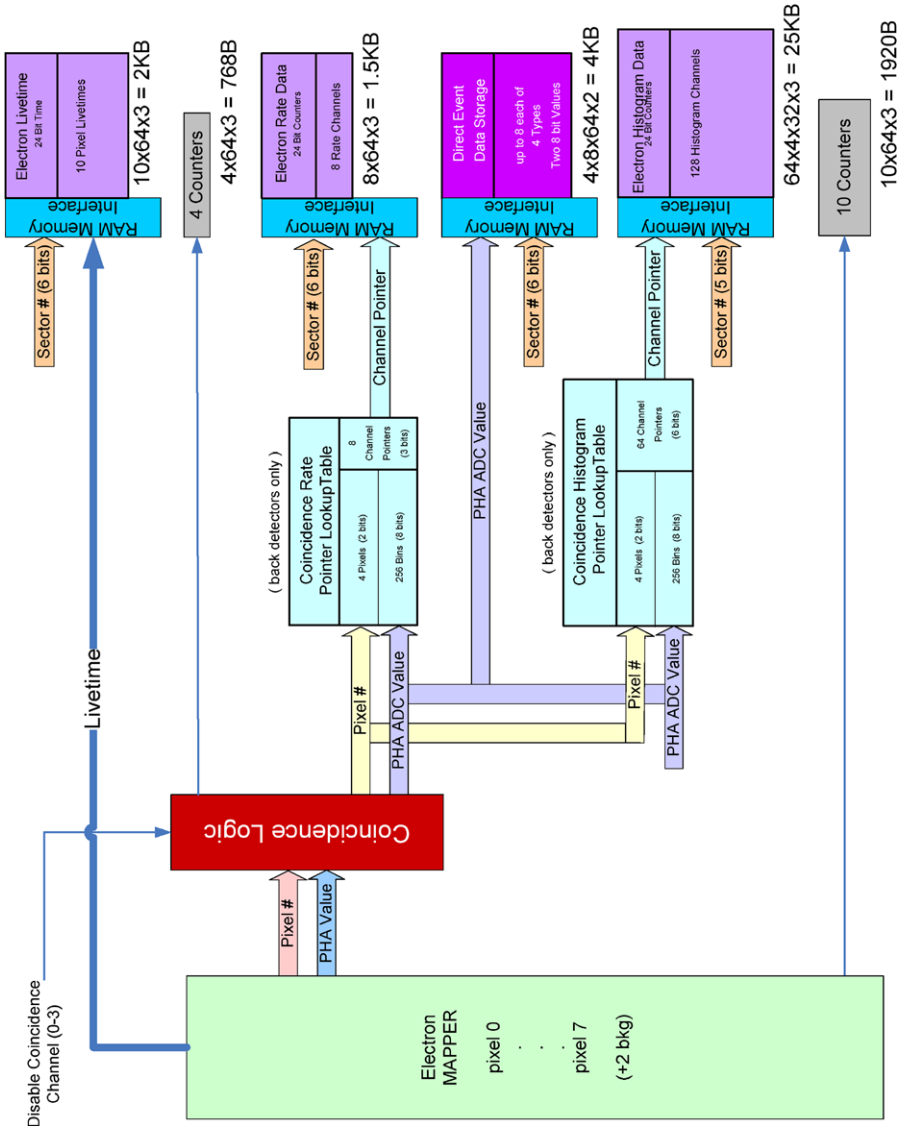 Disable Coincidence
Channel (0-3)
Electron
MAPPER
pixel 0
.
.
.
pixel 7
(+2 bkg)
Livetime
Pixel #
PHA Value
Coincidence Logic
Pixel #
PHA ADC Value
Pixel #
PHA ADC Value
PHA ADC Value
( back detectors only )
Coincidence Rate
Pointer LookupTable
4 Pixels (2 bits)
256 Bins (8 bits)
8
Channel
Pointers
(3 bits)
Channel Pointer
( back detectors only )
Coincidence Histogram
Pointer LookupTable
4 Pixels (2 bits)
256 Bins (8 bits)
64 Channel
Pointers
(6 bits)
Channel Pointer
Sector # (6 bits)
RAM Memory
Interface
Electron Livetime
24 Bit Time
10 Pixel Livetimes
10x64x3 = 2KB
4 Counters
4x64x3 = 768B
Sector # (6 bits)
RAM Memory
Interface
Electron Rate Data
24 Bit Counters
8 Rate Channels
8x64x3 = 1.5KB
Sector # (6 bits)
RAM Memory
Interface
Direct Event
Data Storage
up to 8 each of
4 Types
Two 8 bit Values
4x8x64x2 = 4KB
Sector # (5 bits)
RAM Memory
Interface
Electron Histogram Data
24 Bit Counters
128 Histogram Channels
64x4x32x3 = 25KB
10 Counters
10x64x3 = 1920B